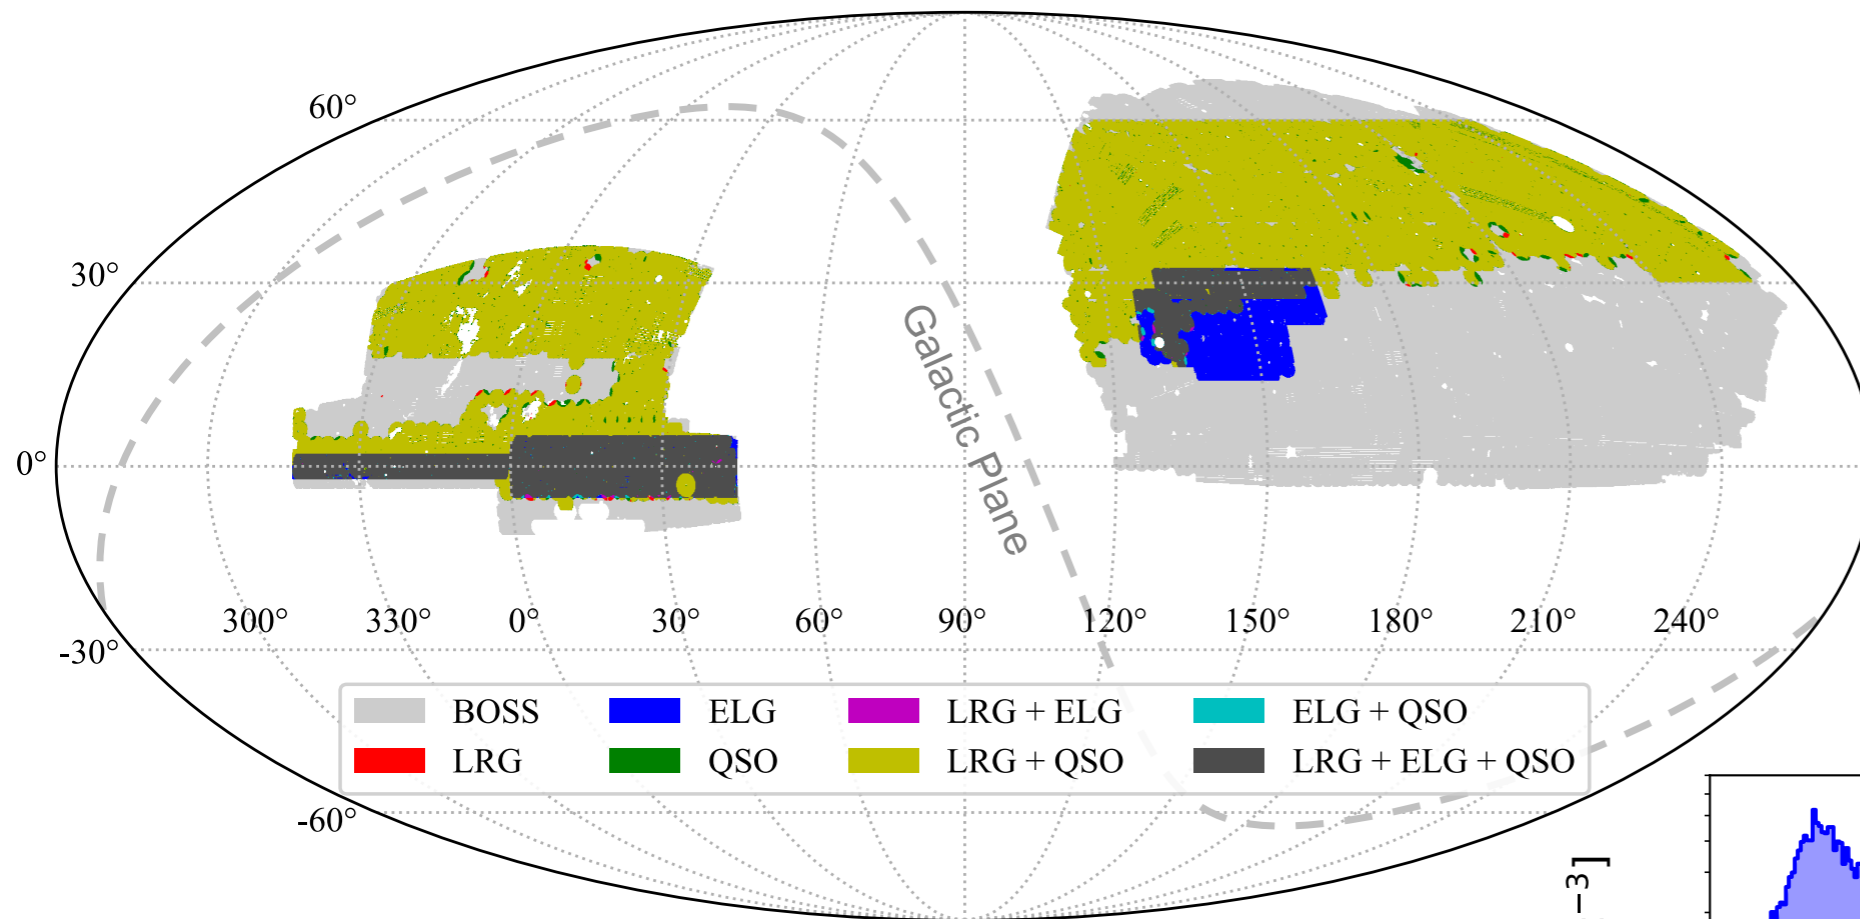 60°
30°
Galactic Plane
0°
300° 330° 0° 30° 60° 90° 120° 150° 180° 210° 240°
-30°
BOSS ELG LRG + ELG ELG + QSO
LRG QSO LRG + QSO LRG + ELG + QSO
-60°
−3]